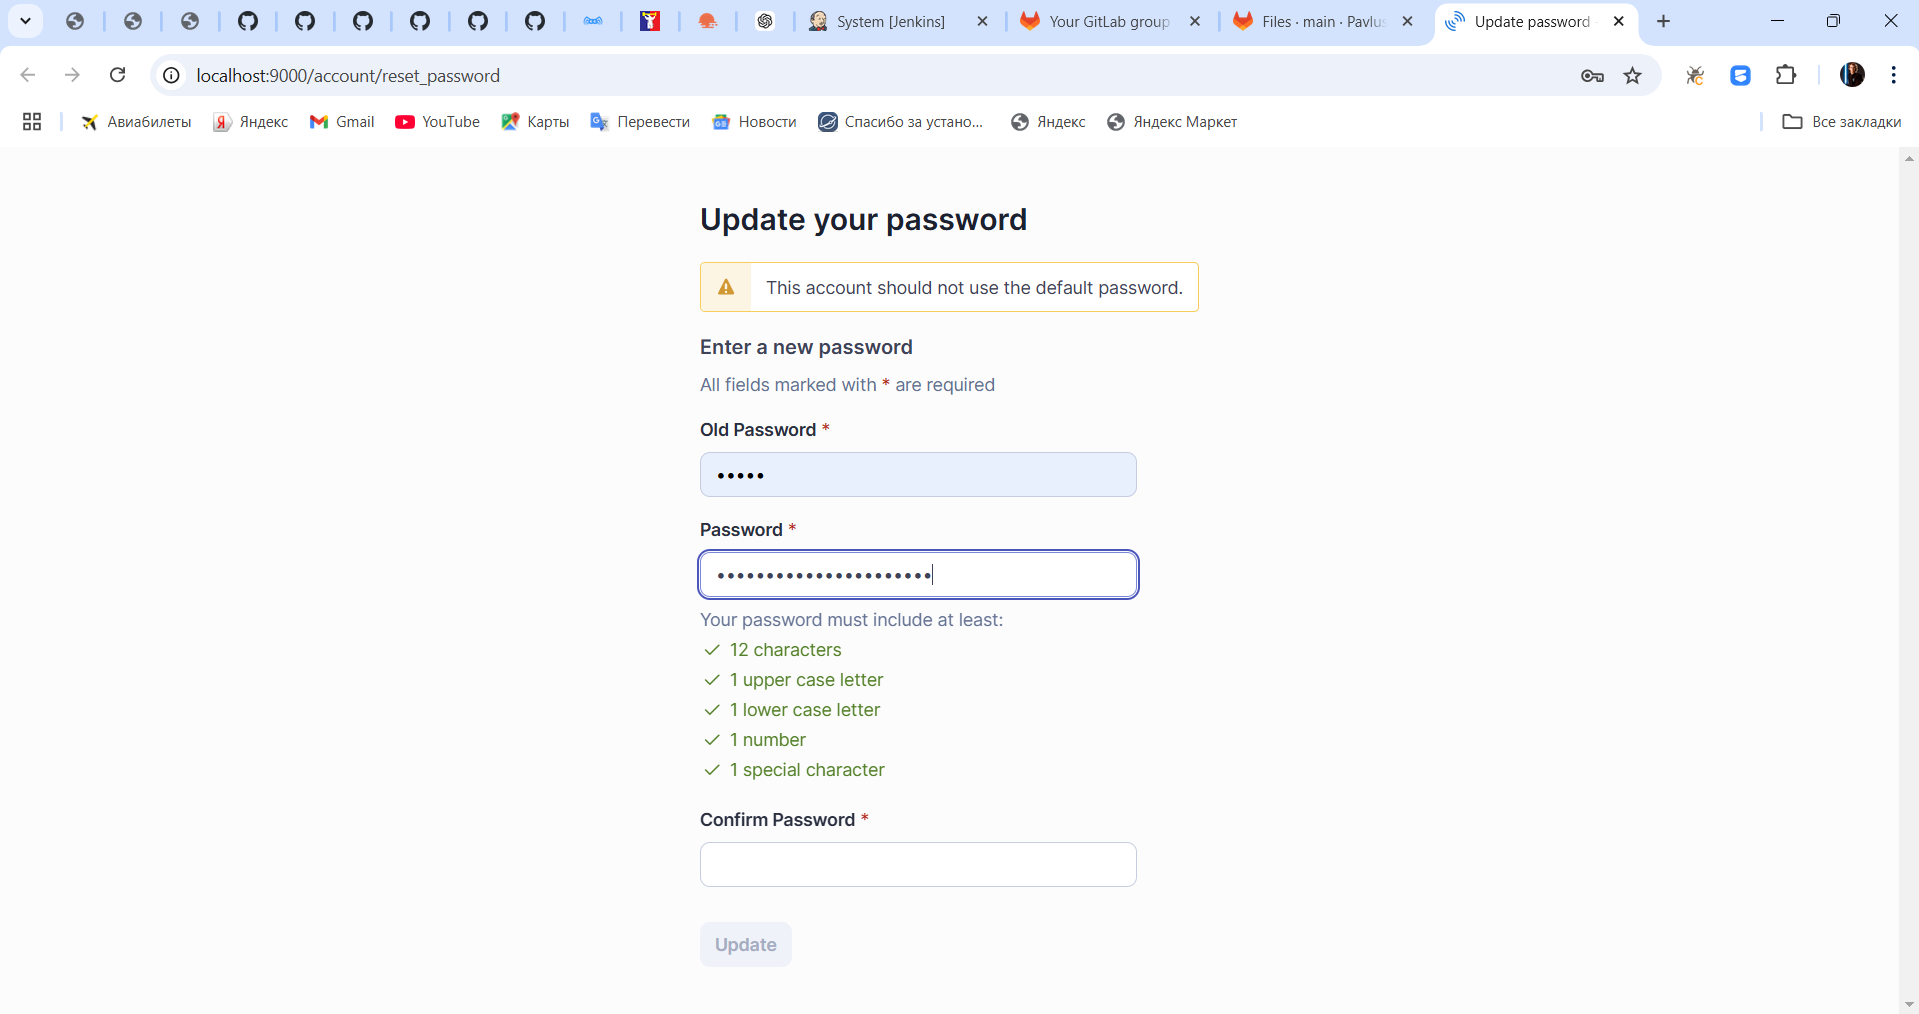 System [Jenkins]
Your GitLab group
Files · main · Pavlus
Update password
localhost:9000/account/reset_password
Авиабилеты
Яндекс
Gmail
YouTube
Карты
Перевести
Новости
Спасибо за устано...
Яндекс
Яндекс Маркет
Все закладки
Update your password
This account should not use the default password.
Enter a new password
All fields marked with * are required
Old Password *
•••••
Password *
••••••••••••••••••••••
Your password must include at least:
12 characters
1 upper case letter
1 lower case letter
1 number
1 special character
Confirm Password *
Update